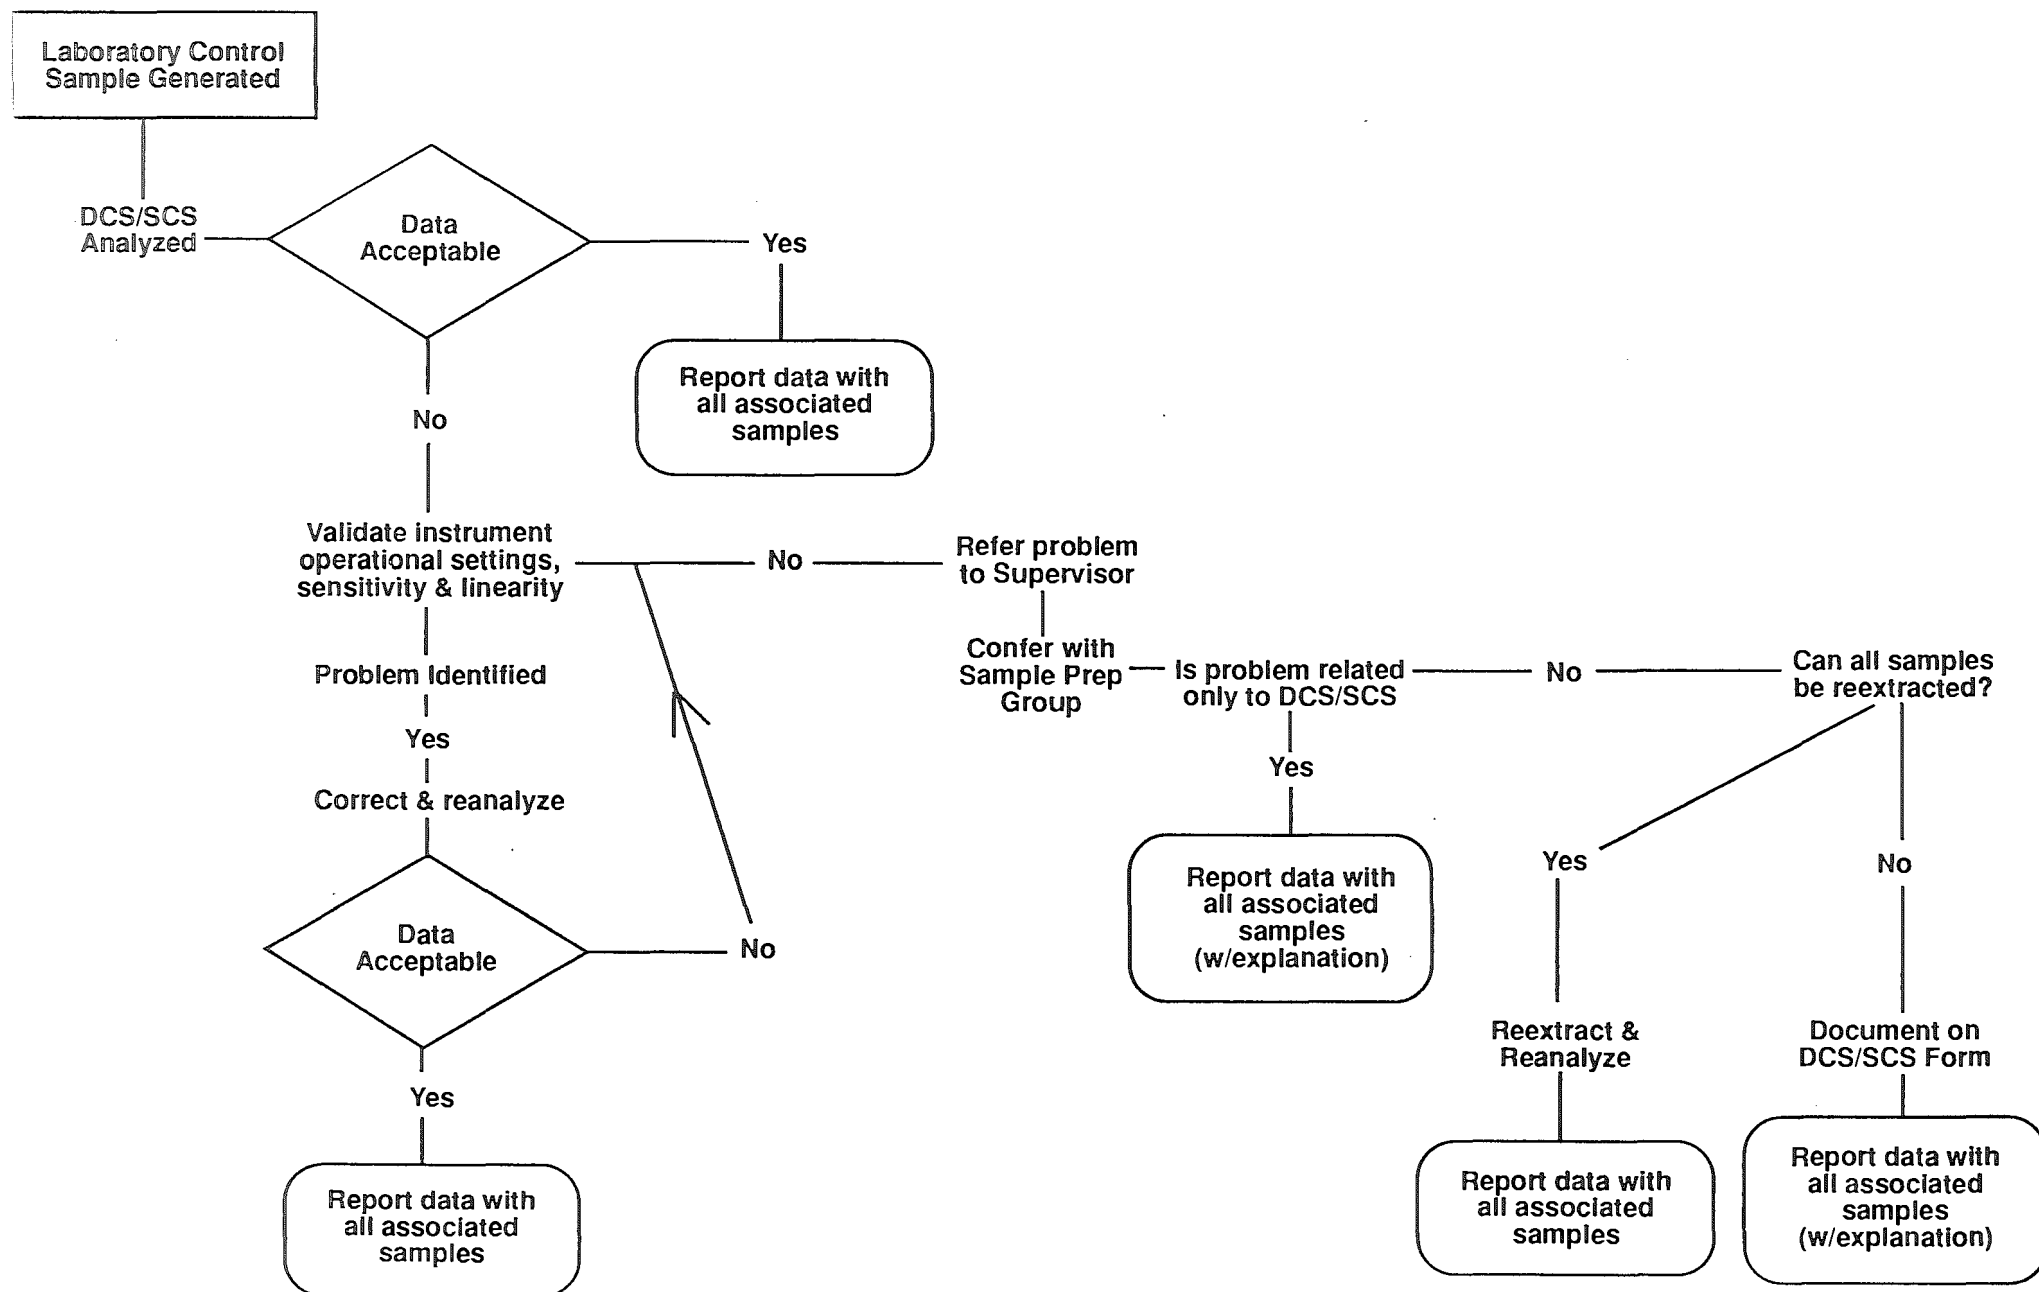 Laboratory Control
Sample Generated
DCS/SCS
Analyzed
Data
Acceptable
Yes
Report data with
all associated
samples
No
Validate instrument
operational settings,
sensitivity & linearity
No
Refer problem
to Supervisor
Problem Identified
Yes
Correct & reanalyze
Data
Acceptable
No
Yes
Report data with
all associated
samples
Confer with
Sample Prep
Group
Is problem related
only to DCS/SCS
No
Can all samples
be reextracted?
Yes
Report data with
all associated
samples
(w/explanation)
Yes
Reextract &
Reanalyze
Report data with
all associated
samples
No
Document on
DCS/SCS Form
Report data with
all associated
samples
(w/explanation)